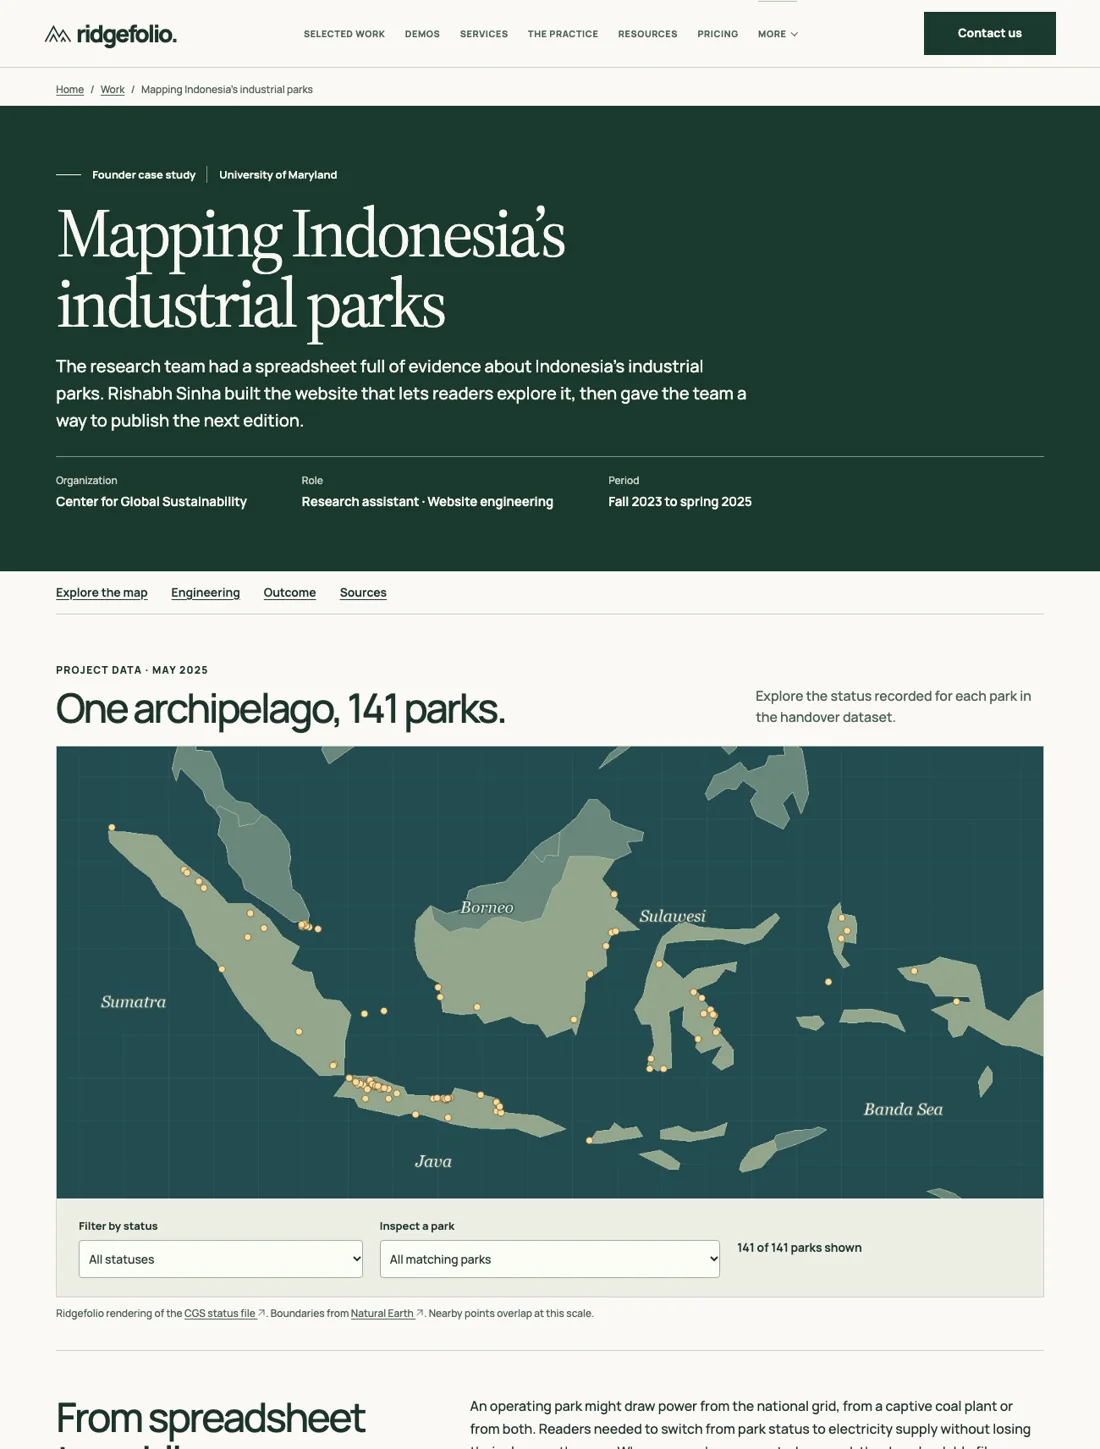 ridgefolio.
SELECTED WORK DEMOS SERVICES THE PRACTICE RESOURCES PRICING MORE
Contact us
Home / Work / Mapping Indonesia's industrial parks
Founder case study University of Maryland
Mapping Indonesia’s
industrial parks
The research team had a spreadsheet full of evidence about Indonesia’s industrial
parks. Rishabh Sinha built the website that lets readers explore it, then gave the team a
way to publish the next edition.
Organization
Center for Global Sustainability
Role
Research assistant · Website engineering
Period
Fall 2023 to spring 2025
Explore the map Engineering Outcome Sources
PROJECT DATA · MAY 2025
One archipelago, 141 parks.
Explore the status recorded for each park in
the handover dataset.
Borneo
Sulawesi
Sumatra
Banda Sea
Java
Filter by status
All statuses
Inspect a park
All matching parks
141 of 141 parks shown
Ridgefolio rendering of the CGS status file ↗. Boundaries from Natural Earth ↗. Nearby points overlap at this scale.
From spreadsheet
An operating park might draw power from the national grid, from a captive coal plant or
from both. Readers needed to switch from park status to electricity supply without losing